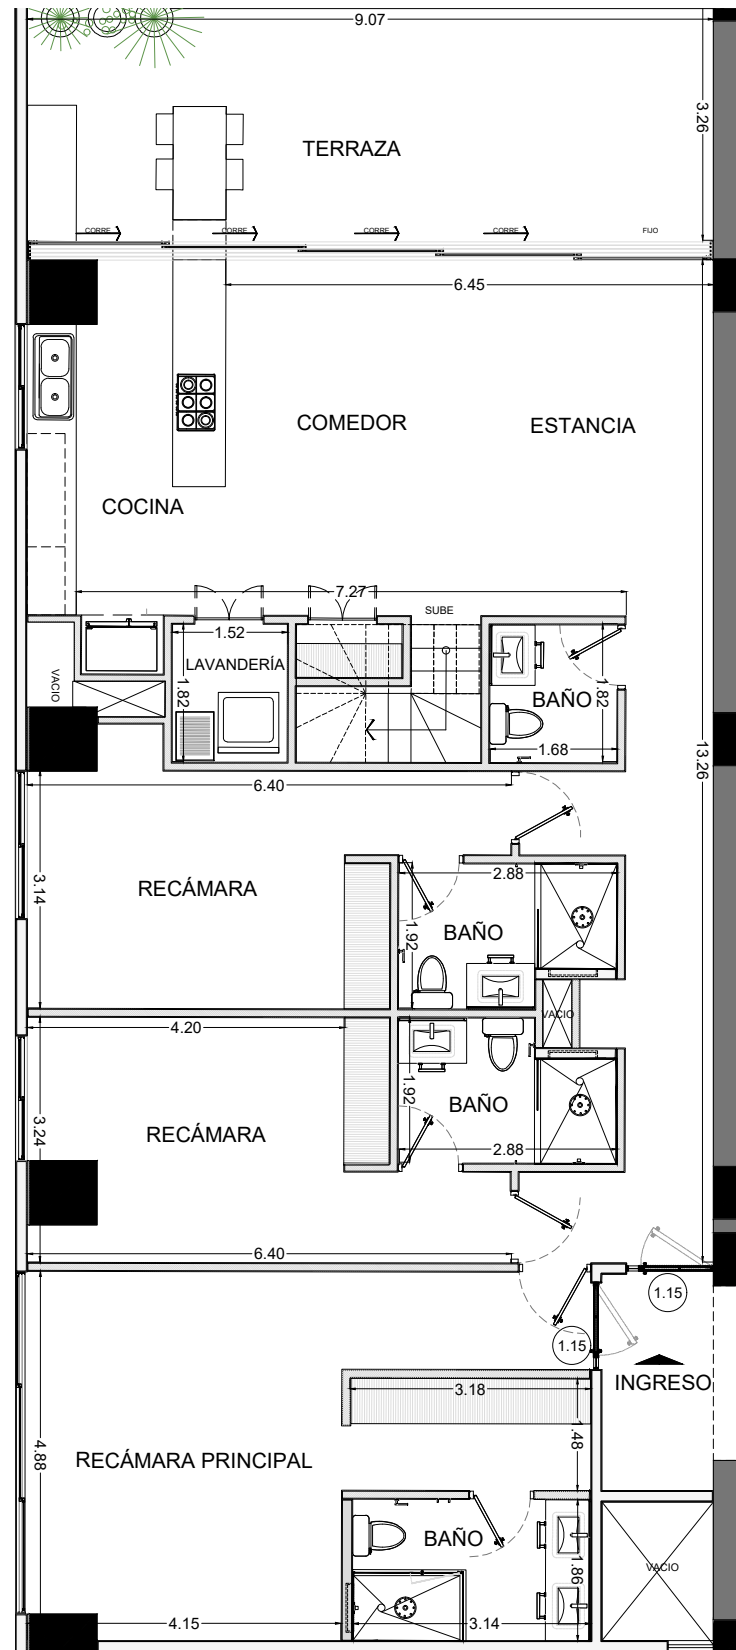 9.07
3.26
TERRAZA
CORRE
CORRE
CORRE
CORRE
FIJO
6.45
COMEDOR
ESTANCIA
COCINA
7.27
SUBE
1.52
LAVANDERÍA
1.82
VACIO
BAÑO
1.82
1.68
13.26
6.40
3.14
RECÁMARA
2.88
1.92
BAÑO
VACIO
4.20
3.24
RECÁMARA
1.92
BAÑO
2.88
6.40
1.15
1.15
INGRESO
3.18
1.48
4.88
RECÁMARA PRINCIPAL
BAÑO
1.86
VACIO
4.15
3.14